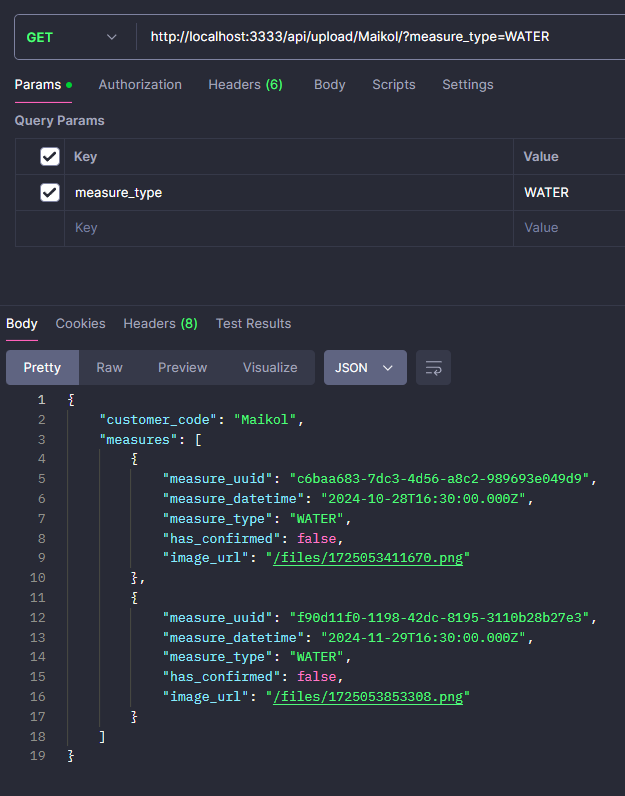 GET http://localhost:3333/api/upload/Maikol/?measure_type=WATER
Params Authorization Headers (6) Body Scripts Settings
Query Params
Key Value
measure_type WATER
Key Value
Body Cookies Headers (8) Test Results
Pretty Raw Preview Visualize JSON
1 {
2 "customer_code": "Maikol",
3 "measures": [
4 {
5 "measure_uuid": "c6baa683-7dc3-4d56-a8c2-989693e049d9",
6 "measure_datetime": "2024-10-28T16:30:00.000Z",
7 "measure_type": "WATER",
8 "has_confirmed": false,
9 "image_url": "/files/1725053411670.png"
10 },
11 {
12 "measure_uuid": "f90d11f0-1198-42dc-8195-3110b28b27e3",
13 "measure_datetime": "2024-11-29T16:30:00.000Z",
14 "measure_type": "WATER",
15 "has_confirmed": false,
16 "image_url": "/files/1725053853308.png"
17 }
18 ]
19 }